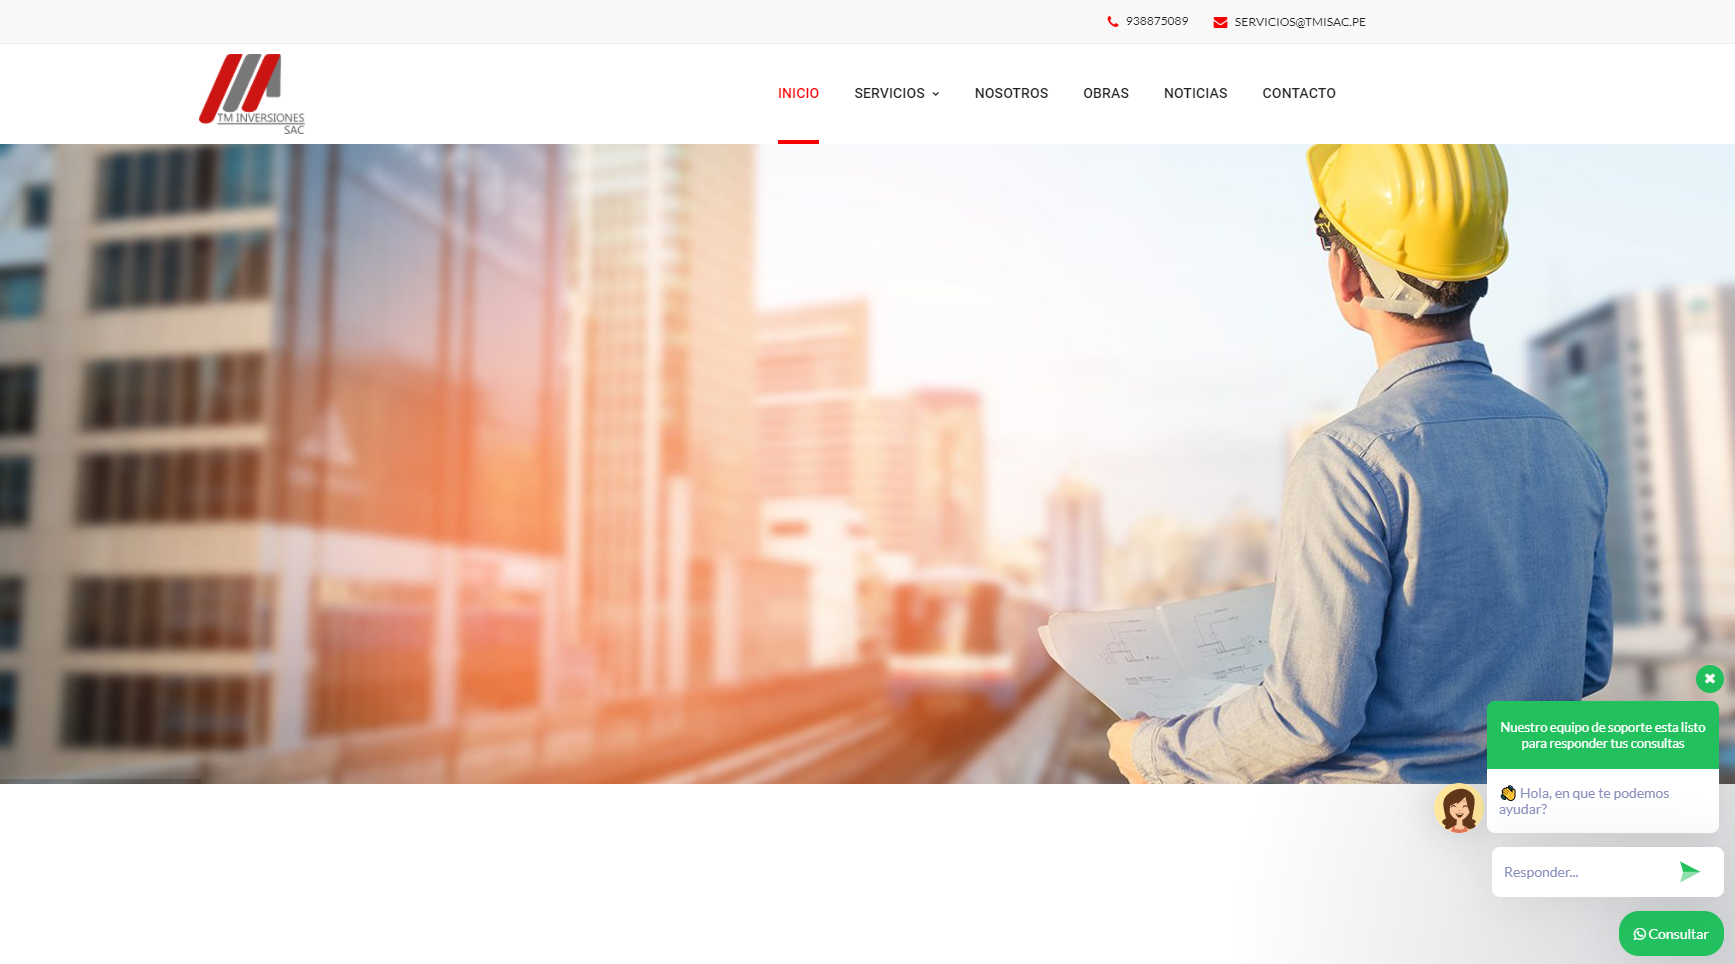 938875089
SERVICIOS@TMISAC.PE
TM INVERSIONES
SAC
INICIO
SERVICIOS
NOSOTROS
OBRAS
NOTICIAS
CONTACTO
Nuestro equipo de soporte esta listo
para responder tus consultas
Hola, en que te podemos
ayudar?
Responder...
Consultar